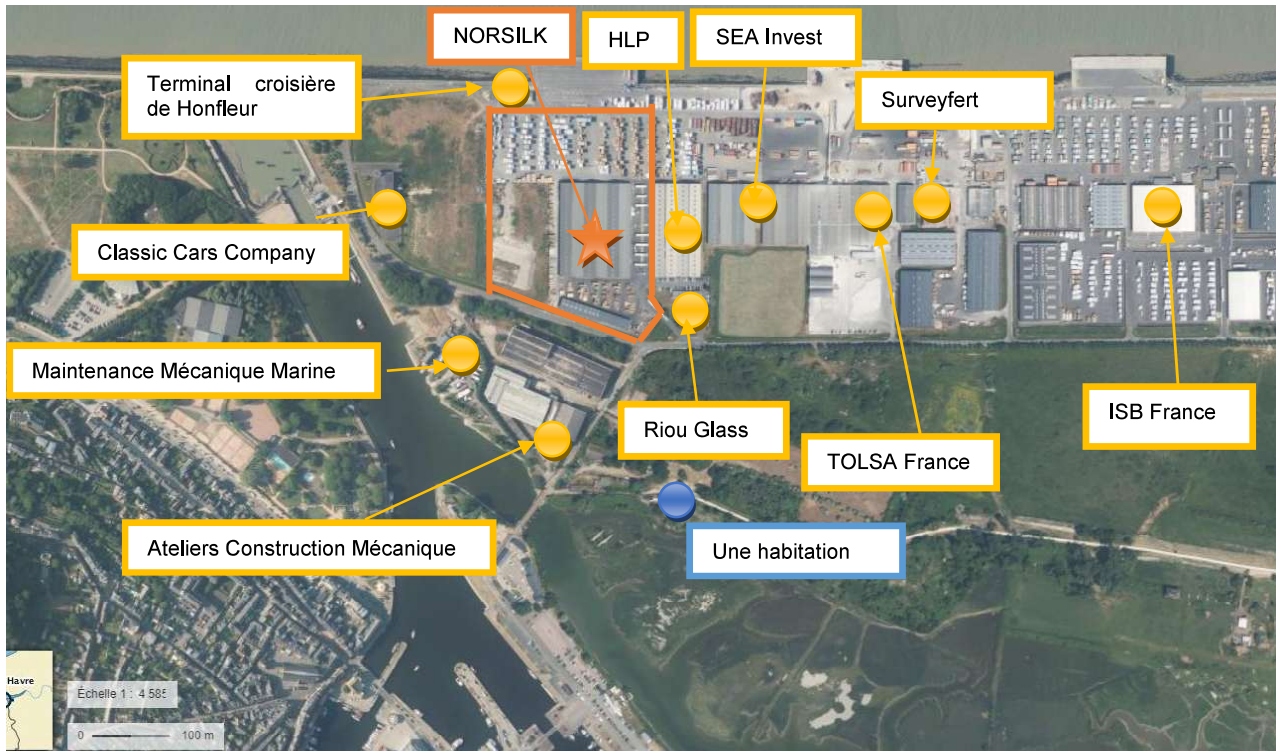 NORSILK
HLP
SEA Invest
Terminal croisière
de Honfleur
Surveyfert
Classic Cars Company
Maintenance Mécanique Marine
Riou Glass
ISB France
TOLSA France
Ateliers Construction Mécanique
Une habitation
Havre
Échelle 1 : 4 585
0 100 m